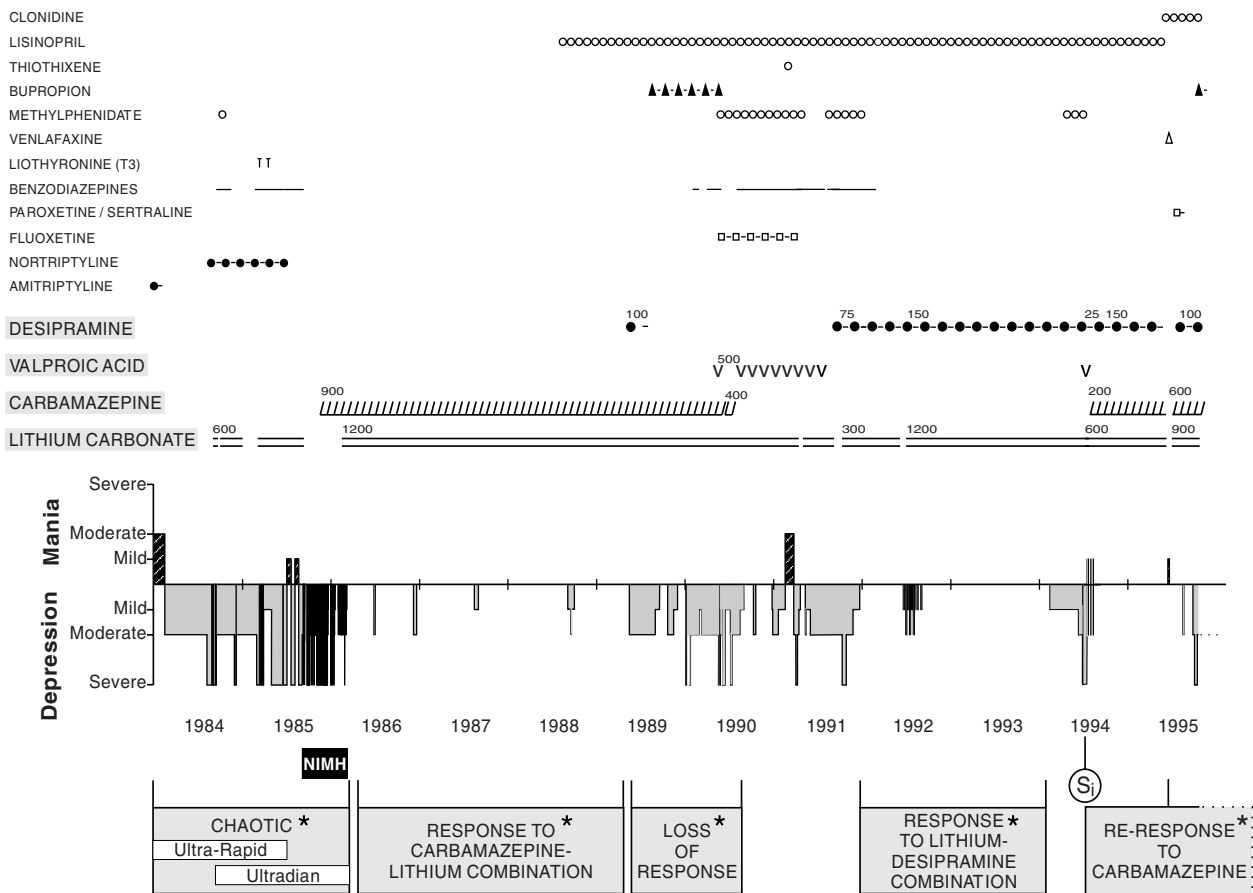 CLONIDINE
LISINOPRIL
THIOTHIXENE
BUPROPION
METHYLPHENIDATE
VENLAFAXINE
LIOTHYRONINE (T3)
BENZODIAZEPINES
PAROXETINE / SERTRALINE
FLUOXETINE
NORTRIPTYLINE
AMITRIPTYLINE
DESIPRAMINE 100 75 150 25 150 100
VALPROIC ACID 500
CARBAMAZEPINE 900 400 200 600
LITHIUM CARBONATE 600 1200 300 1200 600 900
Mania
Severe
Moderate
Mild
Depression
Mild
Moderate
Severe
1984 1985 1986 1987 1988 1989 1990 1991 1992 1993 1994 1995
NIMH
Si
CHAOTIC *
Ultra-Rapid
Ultradian
RESPONSE TO *
CARBAMAZEPINE-
LITHIUM COMBINATION
LOSS *
OF
RESPONSE
RESPONSE *
TO LITHIUM-
DESIPRAMINE
COMBINATION
RE-RESPONSE *
TO
CARBAMAZEPINE